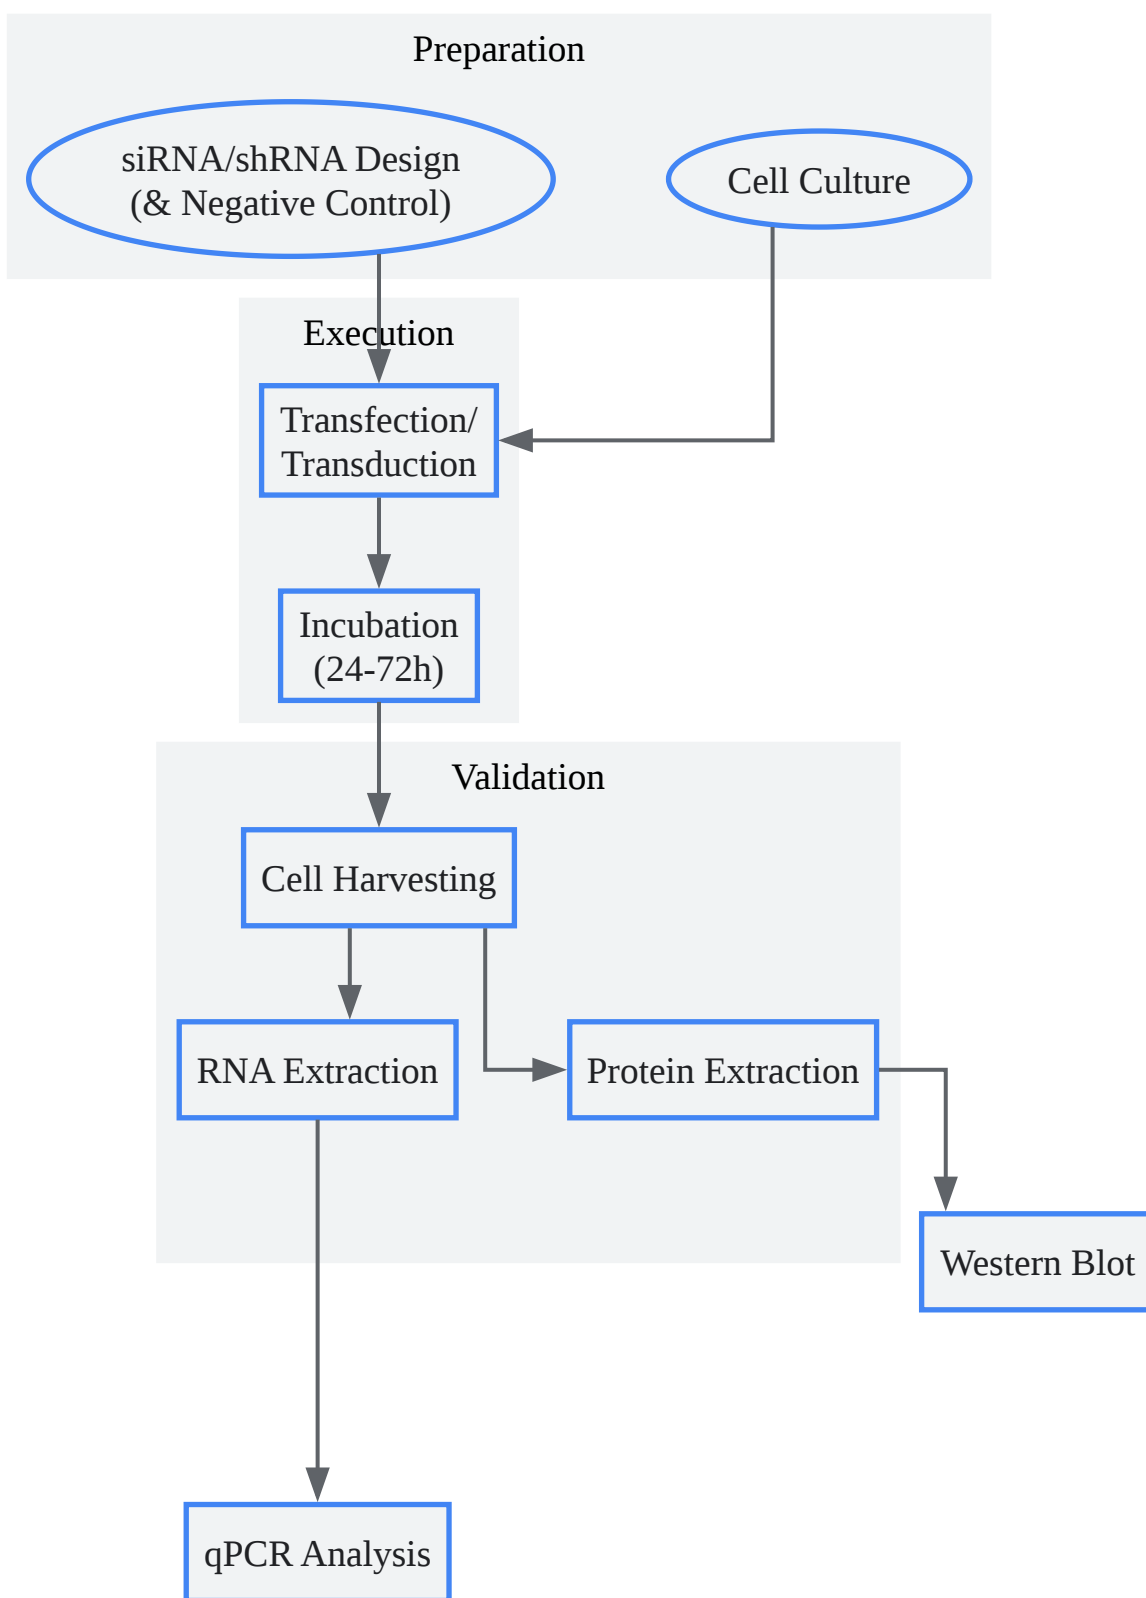 Preparation
siRNA/shRNA Design
(& Negative Control)
Cell Culture
Execution
Transfection/
Transduction
Incubation
(24-72h)
Validation
Cell Harvesting
RNA Extraction
Protein Extraction
Western Blot
qPCR Analysis